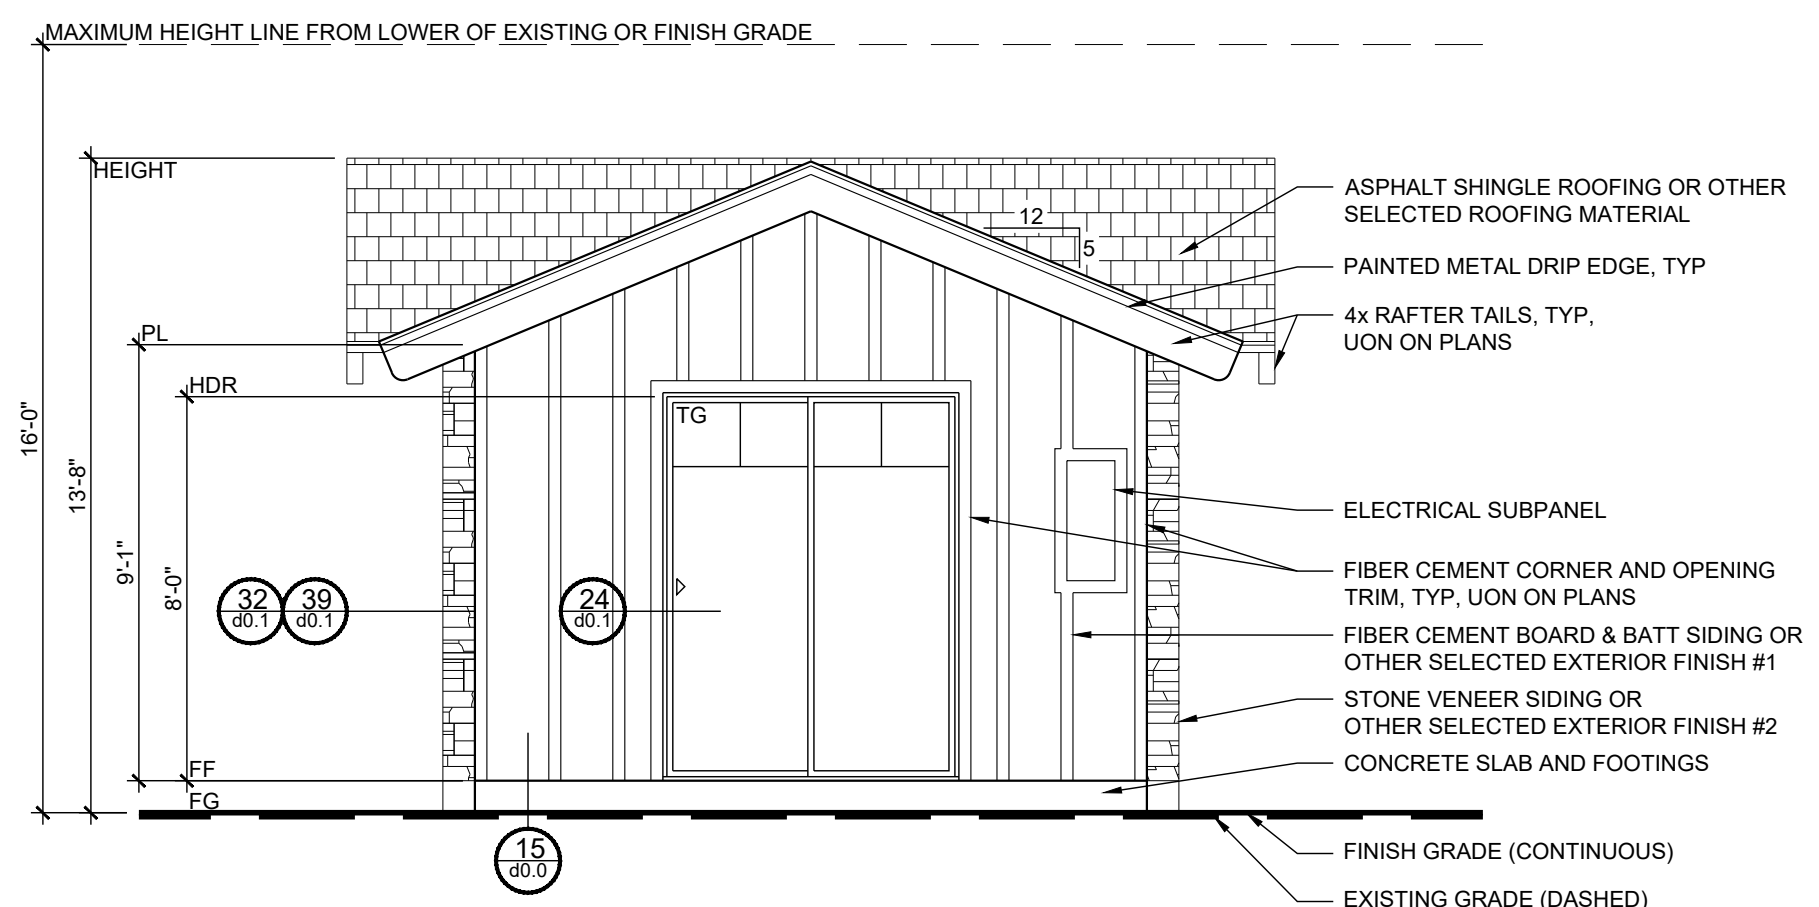 MAXIMUM HEIGHT LINE FROM LOWER OF EXISTING OR FINISH GRADE
HEIGHT
PL
HDR
FF
FG
16'-0"
13'-8"
9'-1"
8'-0"
12
5
TG
32
d0.1
39
d0.1
24
d0.1
15
d0.0
ASPHALT SHINGLE ROOFING OR OTHER
SELECTED ROOFING MATERIAL
PAINTED METAL DRIP EDGE, TYP
4x RAFTER TAILS, TYP,
UON ON PLANS
ELECTRICAL SUBPANEL
FIBER CEMENT CORNER AND OPENING
TRIM, TYP, UON ON PLANS
FIBER CEMENT BOARD & BATT SIDING OR
OTHER SELECTED EXTERIOR FINISH #1
STONE VENEER SIDING OR
OTHER SELECTED EXTERIOR FINISH #2
CONCRETE SLAB AND FOOTINGS
FINISH GRADE (CONTINUOUS)
EXISTING GRADE (DASHED)